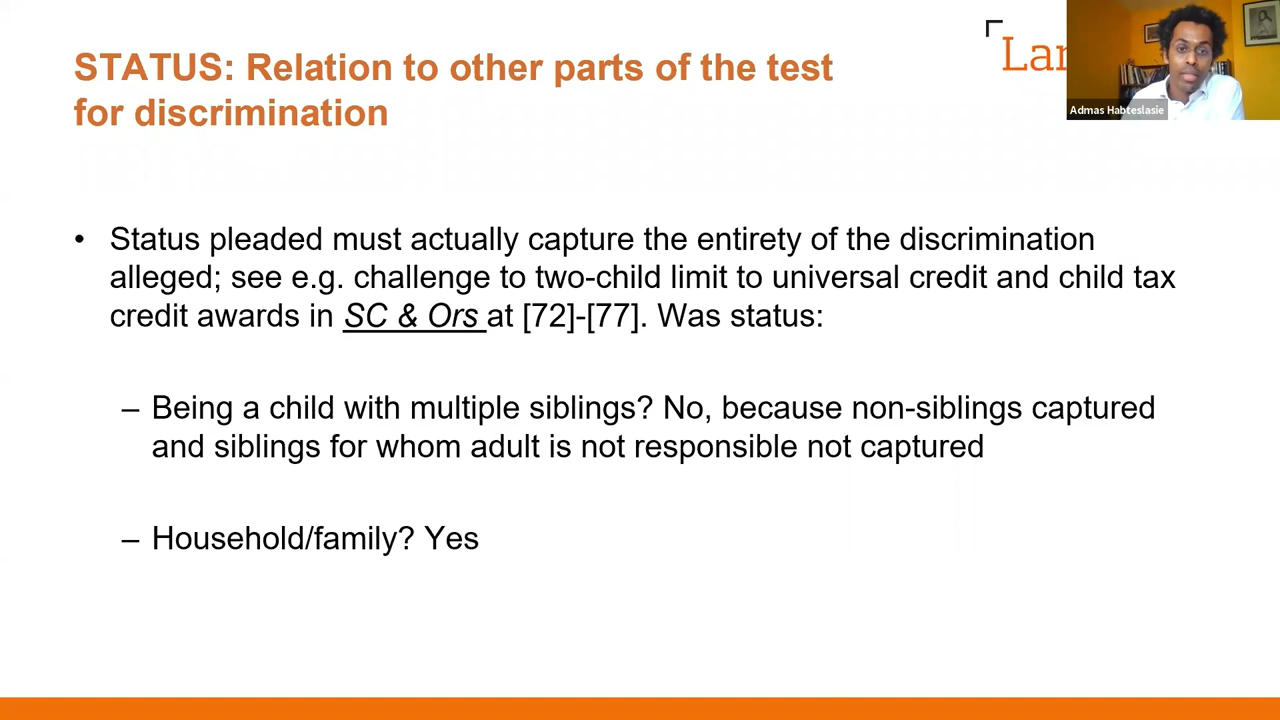 STATUS: Relation to other parts of the test
for discrimination
Lan
Admas Habteslasie
• Status pleaded must actually capture the entirety of the discrimination
alleged; see e.g. challenge to two-child limit to universal credit and child tax
credit awards in SC & Ors at [72]-[77]. Was status:
– Being a child with multiple siblings? No, because non-siblings captured
and siblings for whom adult is not responsible not captured
– Household/family? Yes